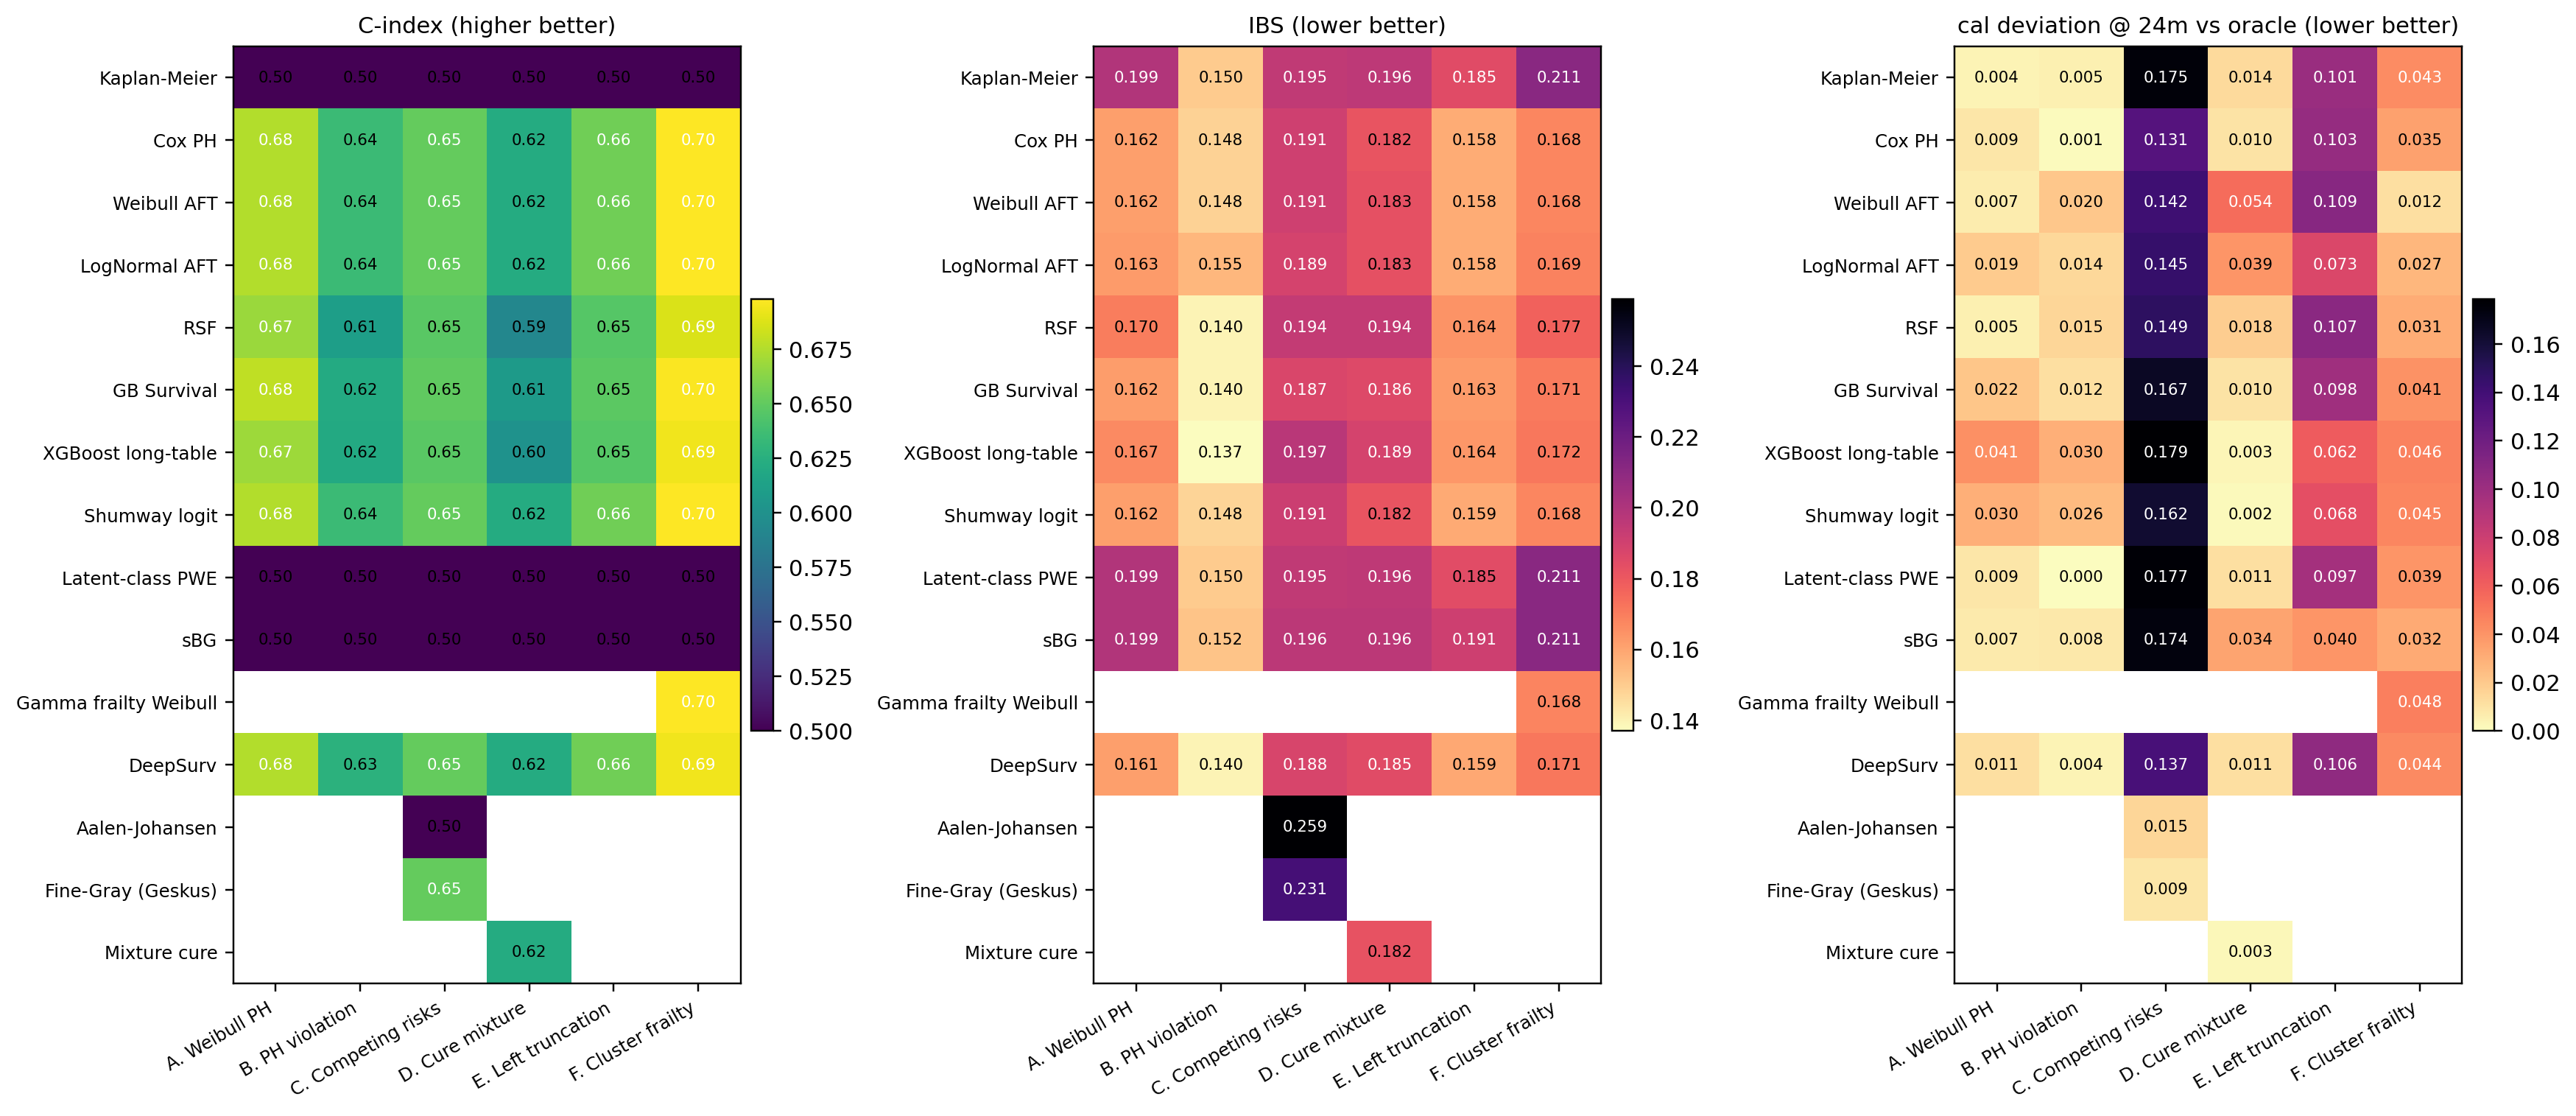 C-index (higher better)
Kaplan-Meier 0.50 0.50 0.50 0.50 0.50 0.50
Cox PH 0.68 0.64 0.65 0.62 0.66 0.70
Weibull AFT 0.68 0.64 0.65 0.62 0.66 0.70
LogNormal AFT 0.68 0.64 0.65 0.62 0.66 0.70
RSF 0.67 0.61 0.65 0.59 0.65 0.69
GB Survival 0.68 0.62 0.65 0.61 0.65 0.70
XGBoost long-table 0.67 0.62 0.65 0.60 0.65 0.69
Shumway logit 0.68 0.64 0.65 0.62 0.66 0.70
Latent-class PWE 0.50 0.50 0.50 0.50 0.50 0.50
sBG 0.50 0.50 0.50 0.50 0.50 0.50
Gamma frailty Weibull 0.70
DeepSurv 0.68 0.63 0.65 0.62 0.66 0.69
Aalen-Johansen 0.50
Fine-Gray (Geskus) 0.65
Mixture cure 0.62
A. Weibull PH
B. PH violation
C. Competing risks
D. Cure mixture
E. Left truncation
F. Cluster frailty
0.675
0.650
0.625
0.600
0.575
0.550
0.525
0.500
IBS (lower better)
Kaplan-Meier 0.199 0.150 0.195 0.196 0.185 0.211
Cox PH 0.162 0.148 0.191 0.182 0.158 0.168
Weibull AFT 0.162 0.148 0.191 0.183 0.158 0.168
LogNormal AFT 0.163 0.155 0.189 0.183 0.158 0.169
RSF 0.170 0.140 0.194 0.194 0.164 0.177
GB Survival 0.162 0.140 0.187 0.186 0.163 0.171
XGBoost long-table 0.167 0.137 0.197 0.189 0.164 0.172
Shumway logit 0.162 0.148 0.191 0.182 0.159 0.168
Latent-class PWE 0.199 0.150 0.195 0.196 0.185 0.211
sBG 0.199 0.152 0.196 0.196 0.191 0.211
Gamma frailty Weibull 0.168
DeepSurv 0.161 0.140 0.188 0.185 0.159 0.171
Aalen-Johansen 0.259
Fine-Gray (Geskus) 0.231
Mixture cure 0.182
A. Weibull PH
B. PH violation
C. Competing risks
D. Cure mixture
E. Left truncation
F. Cluster frailty
0.24
0.22
0.20
0.18
0.16
0.14
cal deviation @ 24m vs oracle (lower better)
Kaplan-Meier 0.004 0.005 0.175 0.014 0.101 0.043
Cox PH 0.009 0.001 0.131 0.010 0.103 0.035
Weibull AFT 0.007 0.020 0.142 0.054 0.109 0.012
LogNormal AFT 0.019 0.014 0.145 0.039 0.073 0.027
RSF 0.005 0.015 0.149 0.018 0.107 0.031
GB Survival 0.022 0.012 0.167 0.010 0.098 0.041
XGBoost long-table 0.041 0.030 0.179 0.003 0.062 0.046
Shumway logit 0.030 0.026 0.162 0.002 0.068 0.045
Latent-class PWE 0.009 0.000 0.177 0.011 0.097 0.039
sBG 0.007 0.008 0.174 0.034 0.040 0.032
Gamma frailty Weibull 0.048
DeepSurv 0.011 0.004 0.137 0.011 0.106 0.044
Aalen-Johansen 0.015
Fine-Gray (Geskus) 0.009
Mixture cure 0.003
A. Weibull PH
B. PH violation
C. Competing risks
D. Cure mixture
E. Left truncation
F. Cluster frailty
0.16
0.14
0.12
0.10
0.08
0.06
0.04
0.02
0.00